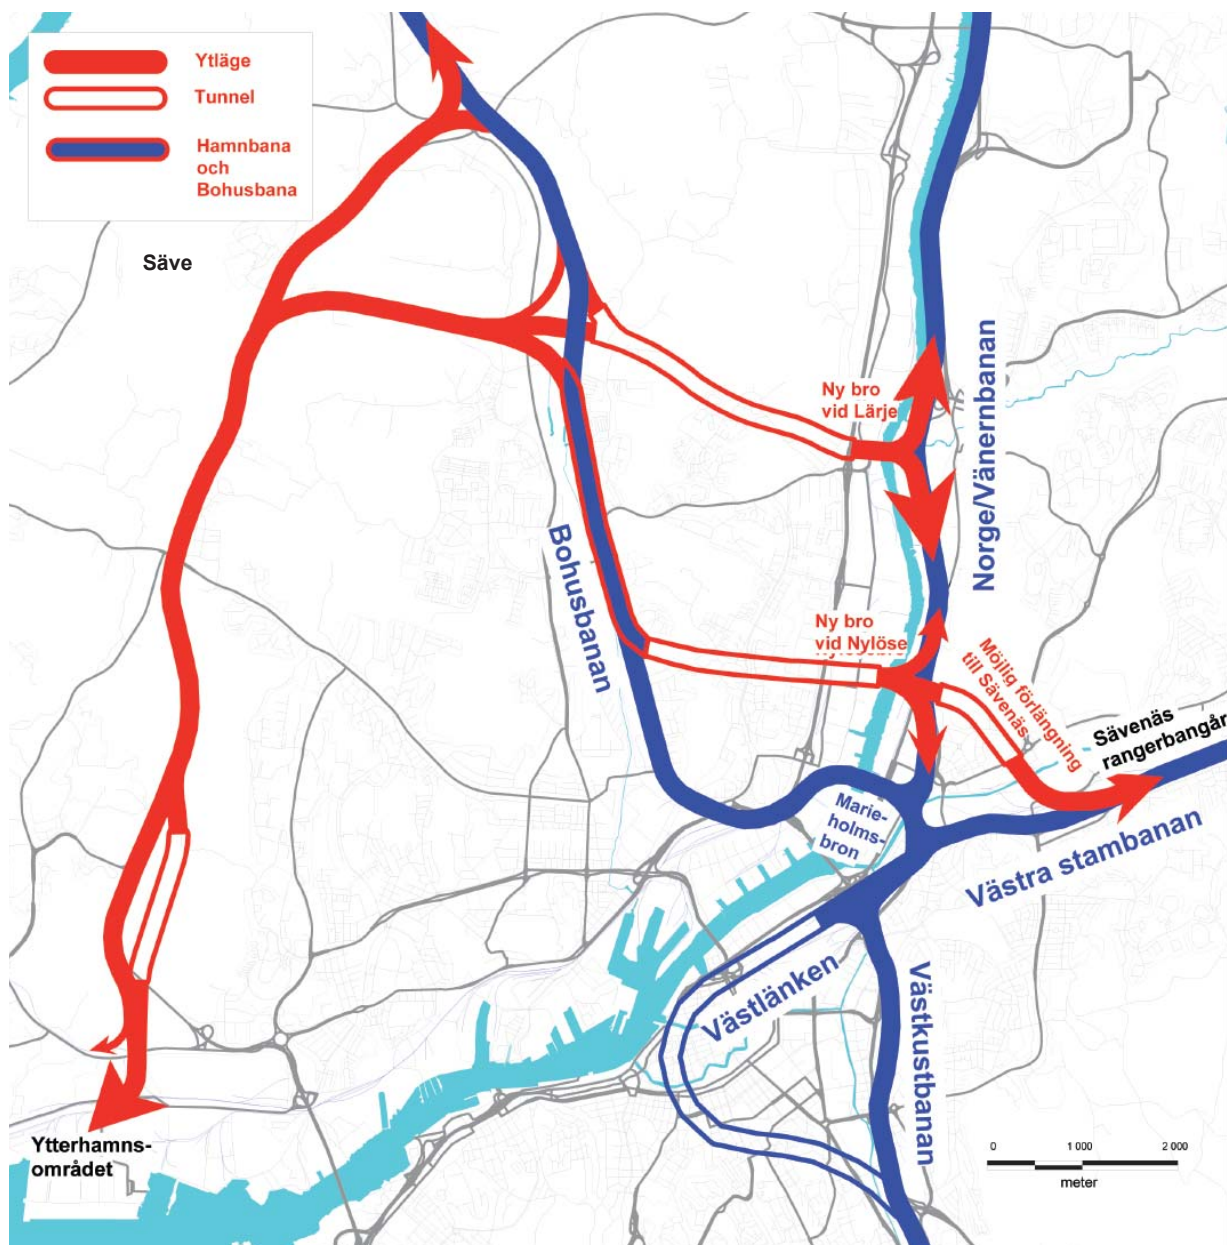 Ytläge
Tunnel
Hamnbana
och
Bohusbana
Säve
Ny bro
vid Lärje
Norge/Vänernbanan
Bohusbanan
Ny bro
vid Nylöse
Möjlig förlängning
till Sävenäs
Sävenäs
rangerbangår
Marie-
holms-
bron
Västra stambanan
Västlänken
Västkustbanan
Ytterhamns-
området
0 1 000 2 000
meter